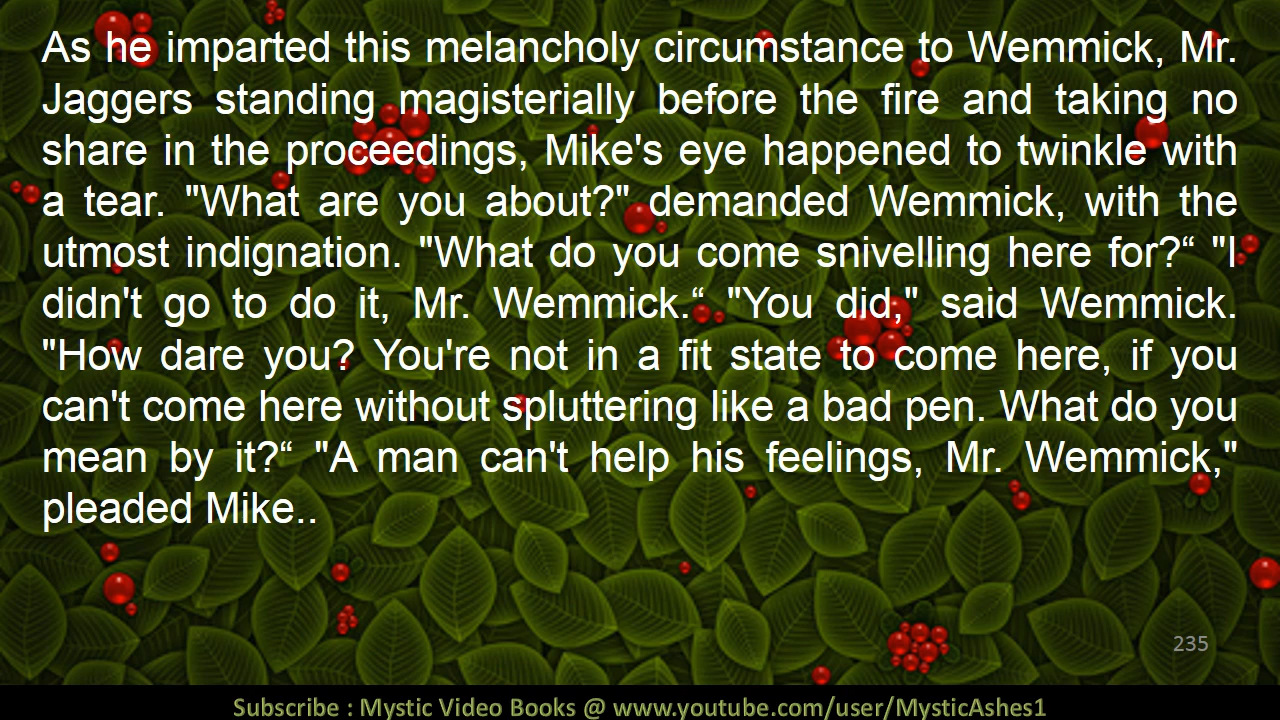 As he imparted this melancholy circumstance to Wemmick, Mr.
Jaggers standing magisterially before the fire and taking no
share in the proceedings, Mike's eye happened to twinkle with
a tear. "What are you about?" demanded Wemmick, with the
utmost indignation. "What do you come snivelling here for?“ "I
didn't go to do it, Mr. Wemmick.“ "You did," said Wemmick.
"How dare you? You're not in a fit state to come here, if you
can't come here without spluttering like a bad pen. What do you
mean by it?“ "A man can't help his feelings, Mr. Wemmick,"
pleaded Mike..
235
Subscribe : Mystic Video Books @ www.youtube.com/user/MysticAshes1